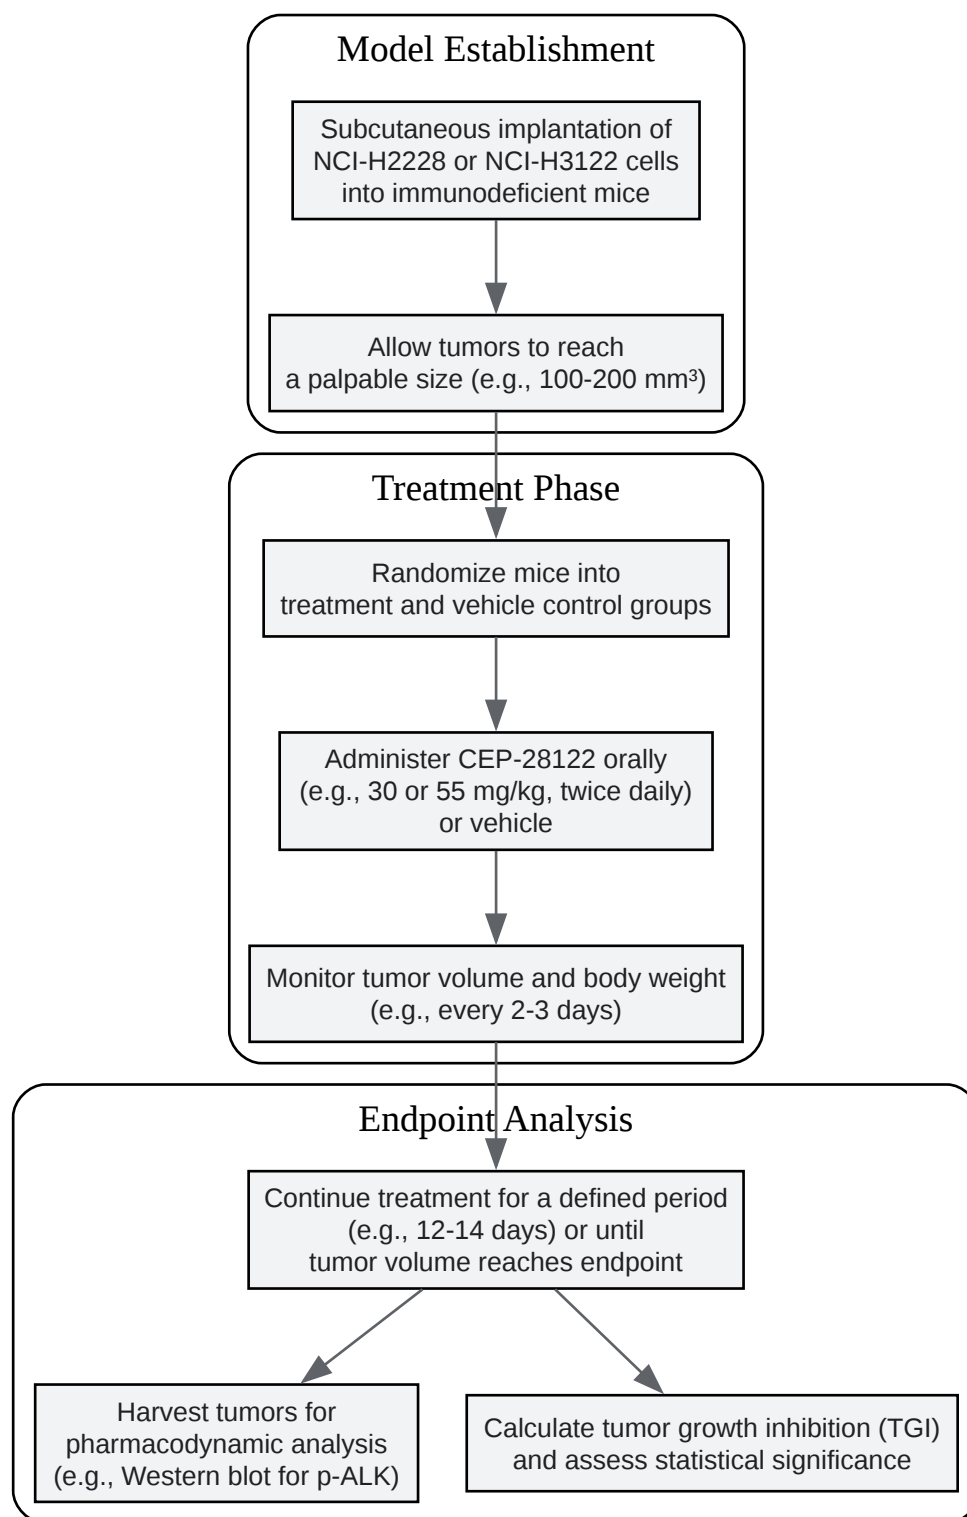 Model Establishment
Subcutaneous implantation of
NCI-H2228 or NCI-H3122 cells
into immunodeficient mice
Allow tumors to reach
a palpable size (e.g., 100-200 mm³)
Treatment Phase
Randomize mice into
treatment and vehicle control groups
Administer CEP-28122 orally
(e.g., 30 or 55 mg/kg, twice daily)
or vehicle
Monitor tumor volume and body weight
(e.g., every 2-3 days)
Endpoint Analysis
Continue treatment for a defined period
(e.g., 12-14 days) or until
tumor volume reaches endpoint
Harvest tumors for
pharmacodynamic analysis
(e.g., Western blot for p-ALK)
Calculate tumor growth inhibition (TGI)
and assess statistical significance